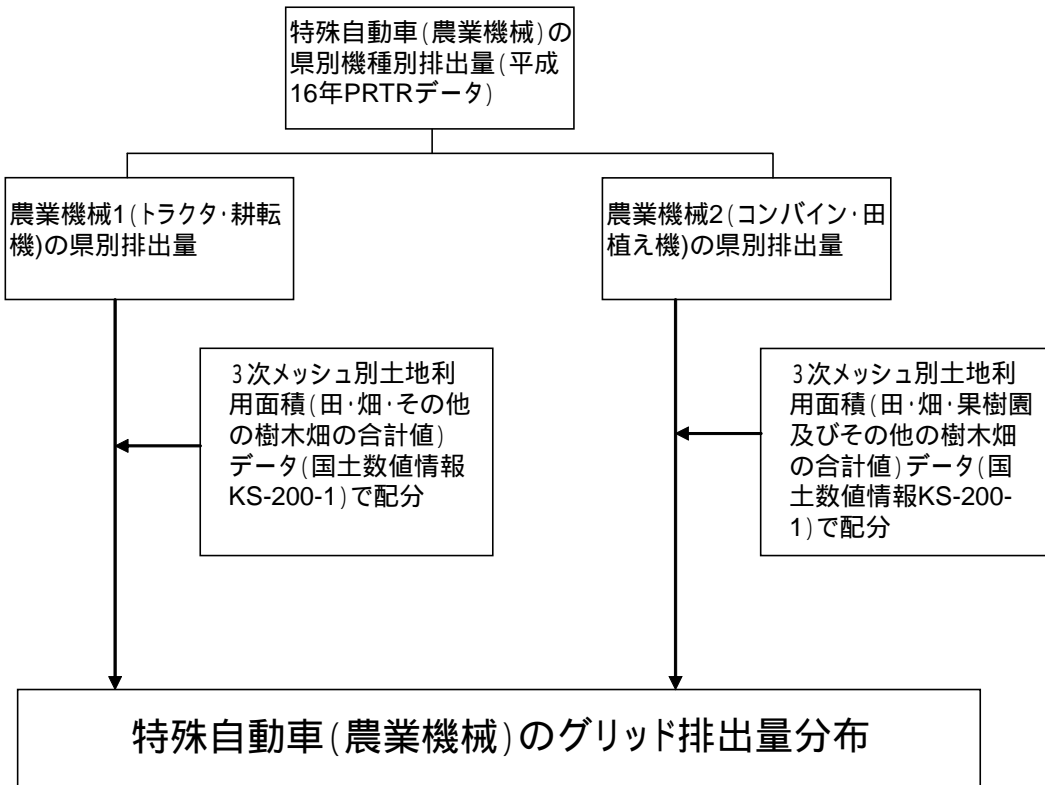 特殊自動車(農業機械)の
県別機種別排出量(平成
16年PRTRデータ)
農業機械1(トラクタ・耕転
機)の県別排出量
農業機械2(コンバイン・田
植え機)の県別排出量
3次メッシュ別土地利
用面積(田・畑・その他
の樹木畑の合計値)
データ(国土数値情報
KS-200-1)で配分
3次メッシュ別土地利
用面積(田・畑・果樹園
及びその他の樹木畑
の合計値)データ(国
土数値情報KS-200-
1)で配分
特殊自動車(農業機械)のグリッド排出量分布